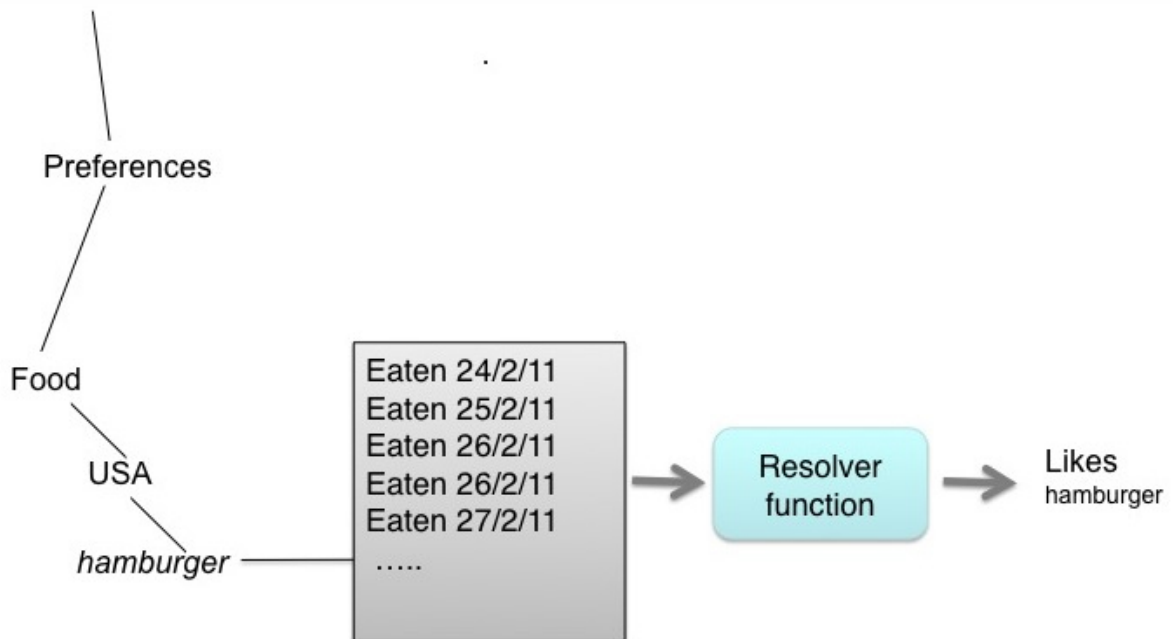 Preferences
Food
USA
hamburger
Eaten 24/2/11
Eaten 25/2/11
Eaten 26/2/11
Eaten 26/2/11
Eaten 27/2/11
.....
Resolver
function
Likes
hamburger